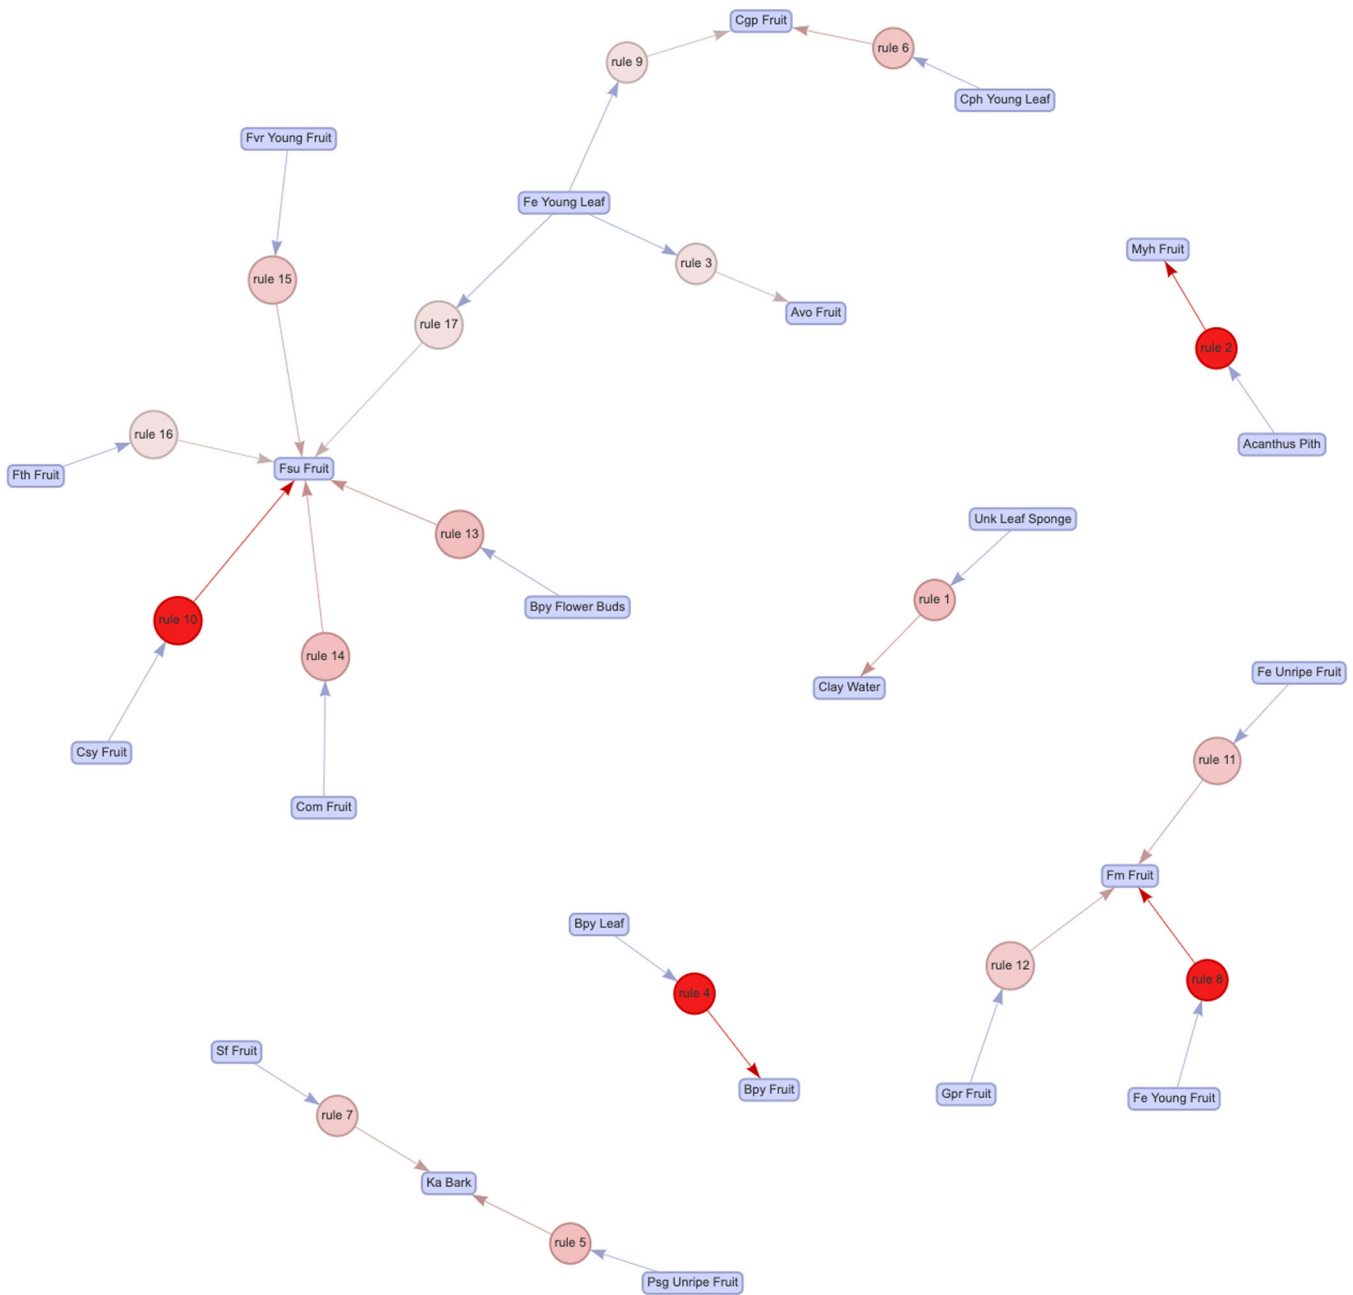 Cgp Fruit
rule 6
rule 9
Cph Young Leaf
Fvr Young Fruit
Fe Young Leaf
Myh Fruit
rule 3
rule 15
Avo Fruit
rule 17
rule 2
rule 16
Acanthus Pith
Fsu Fruit
Fth Fruit
Unk Leaf Sponge
rule 13
rule 1
Bpy Flower Buds
rule 10
rule 14
Fe Unripe Fruit
Clay Water
Csy Fruit
rule 11
Com Fruit
Fm Fruit
Bpy Leaf
rule 12
rule 8
rule 4
Sf Fruit
Bpy Fruit
Gpr Fruit
Fe Young Fruit
rule 7
Ka Bark
rule 5
Psg Unripe Fruit